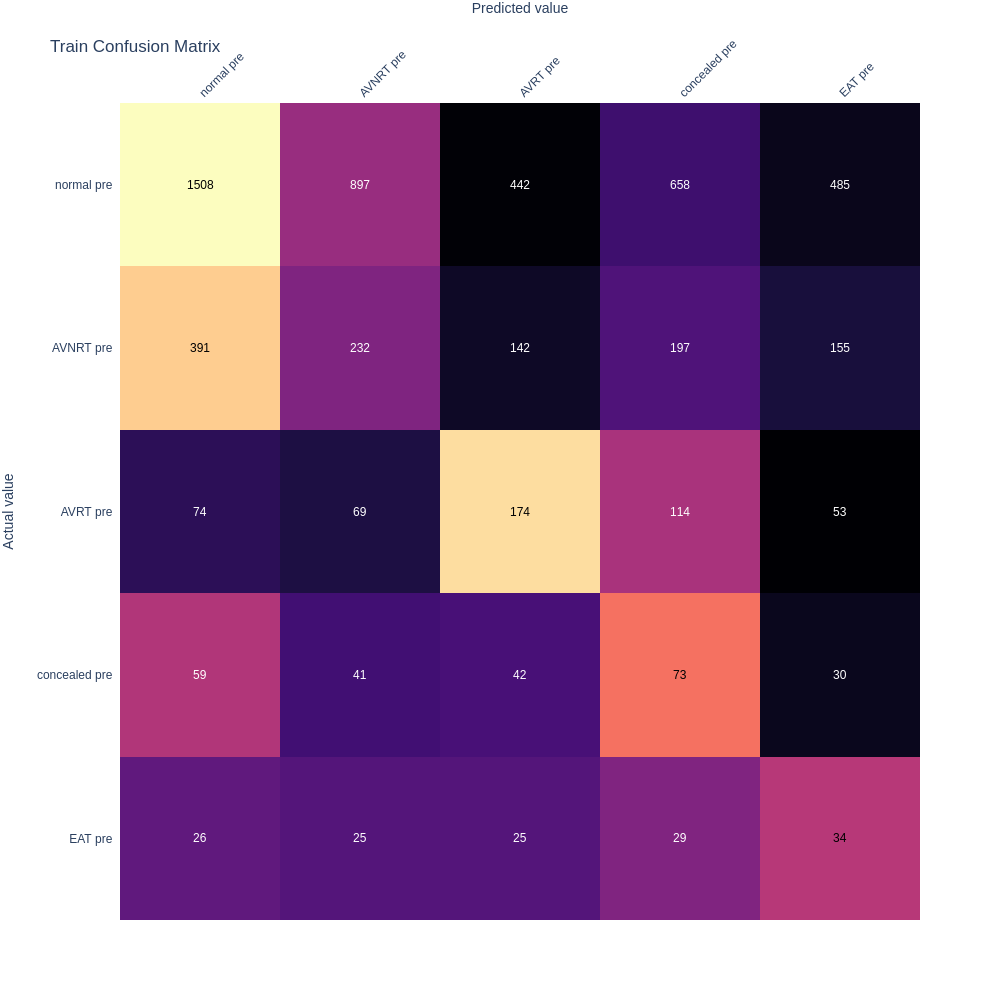 Predicted value
Train Confusion Matrix
normal pre AVNRT pre AVRT pre concealed pre EAT pre
normal pre 1508 897 442 658 485
AVNRT pre 391 232 142 197 155
AVRT pre 74 69 174 114 53
concealed pre 59 41 42 73 30
EAT pre 26 25 25 29 34
Actual value